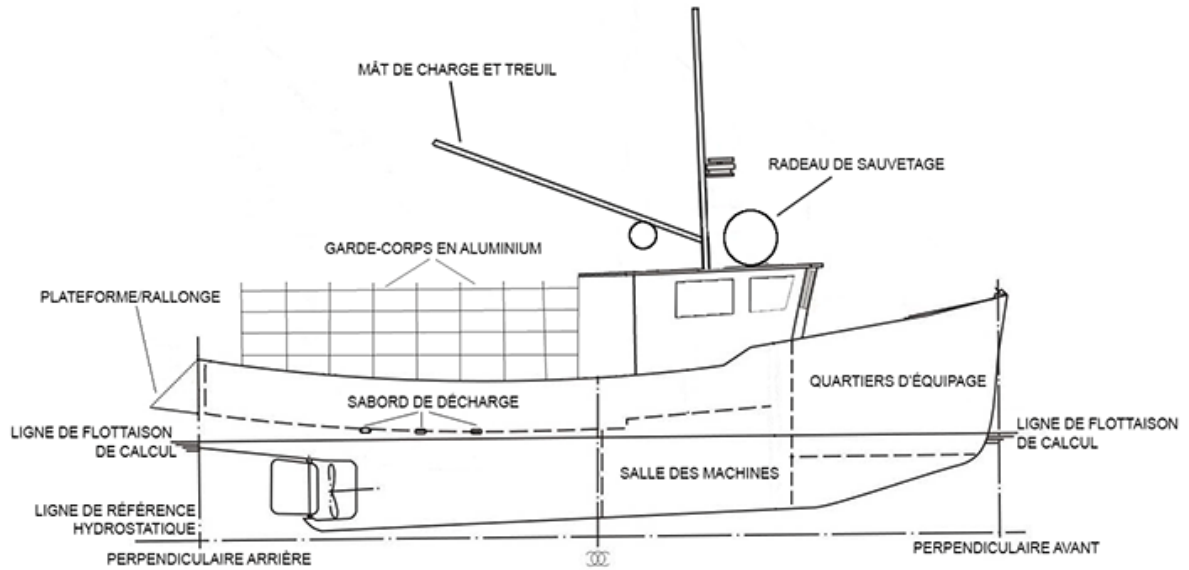 MÂT DE CHARGE ET TREUIL
RADEAU DE SAUVETAGE
GARDE-CORPS EN ALUMINIUM
PLATEFORME/RALLONGE
QUARTIERS D'ÉQUIPAGE
SABORD DE DÉCHARGE
LIGNE DE FLOTTAISON
DE CALCUL
LIGNE DE FLOTTAISON
DE CALCUL
SALLE DES MACHINES
LIGNE DE RÉFÉRENCE
HYDROSTATIQUE
PERPENDICULAIRE ARRIÈRE
PERPENDICULAIRE AVANT